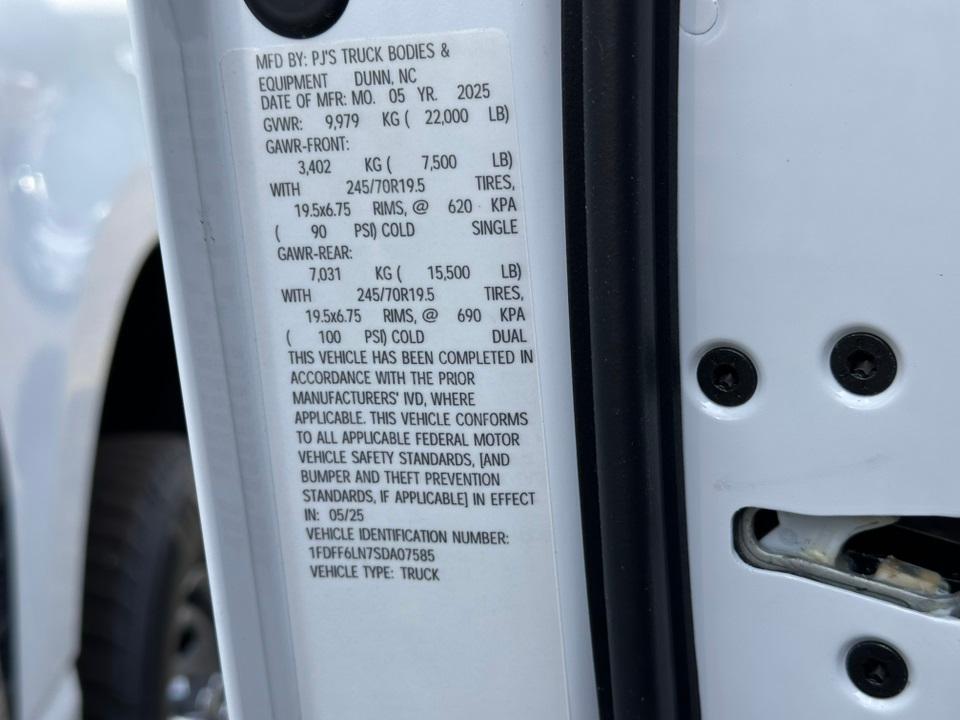 MFD BY: PJ'S TRUCK BODIES &
EQUIPMENT DUNN, NC
DATE OF MFR: MO. 05 YR. 2025
GVWR: 9,979 KG ( 22,000 LB)
GAWR-FRONT:
3,402 KG ( 7,500 LB)
WITH 245/70R19.5 TIRES,
19.5x6.75 RIMS, @ 620 KPA
( 90 PSI) COLD SINGLE
GAWR-REAR:
7,031 KG ( 15,500 LB)
WITH 245/70R19.5 TIRES,
19.5x6.75 RIMS, @ 690 KPA
( 100 PSI) COLD DUAL
THIS VEHICLE HAS BEEN COMPLETED IN
ACCORDANCE WITH THE PRIOR
MANUFACTURERS' IVD, WHERE
APPLICABLE. THIS VEHICLE CONFORMS
TO ALL APPLICABLE FEDERAL MOTOR
VEHICLE SAFETY STANDARDS, [AND
BUMPER AND THEFT PREVENTION
STANDARDS, IF APPLICABLE] IN EFFECT
IN: 05/25
VEHICLE IDENTIFICATION NUMBER:
1FDFF6LN7SDA07585
VEHICLE TYPE: TRUCK